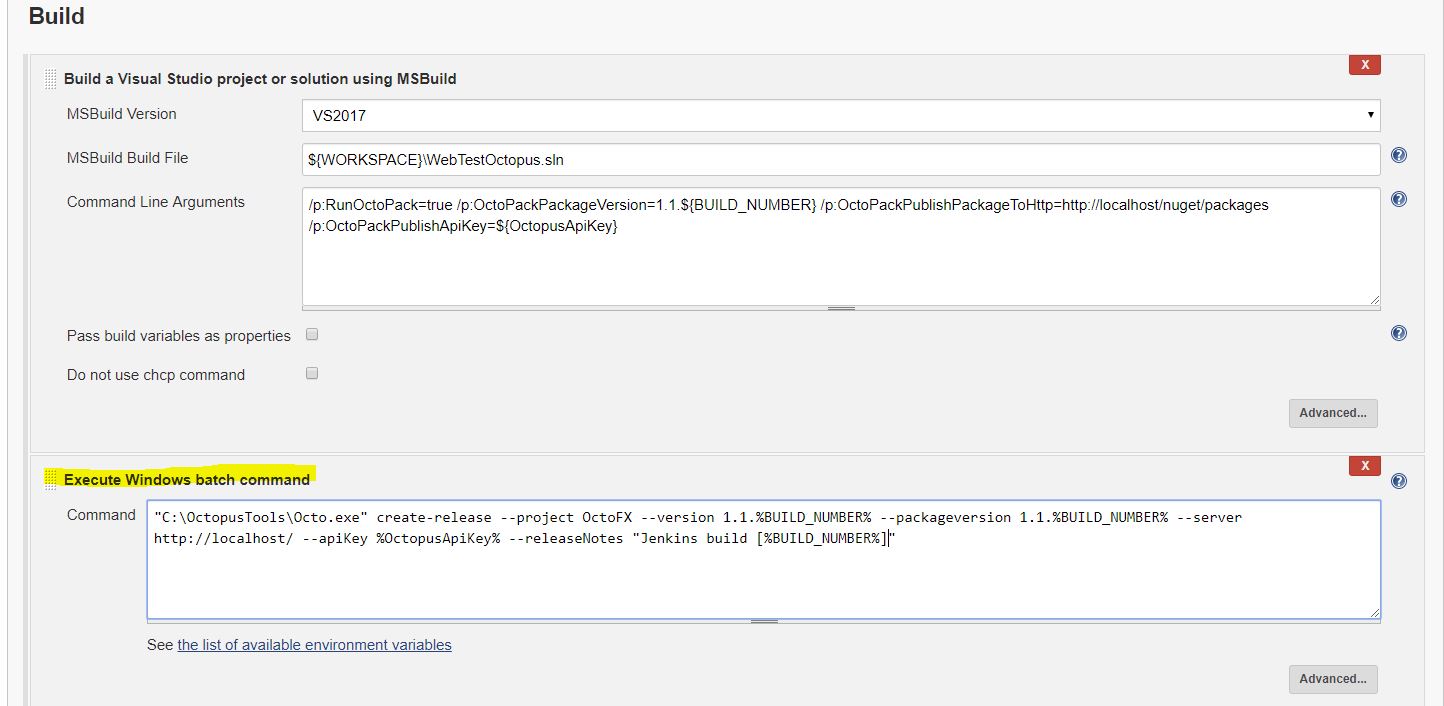 Build
X
Build a Visual Studio project or solution using MSBuild
MSBuild Version
VS2017
MSBuild Build File
${WORKSPACE}\WebTestOctopus.sln
?
Command Line Arguments
/p:RunOctoPack=true /p:OctoPackPackageVersion=1.1.${BUILD_NUMBER} /p:OctoPackPublishPackageToHttp=http://localhost/nuget/packages
/p:OctoPackPublishApiKey=${OctopusApiKey}
?
Pass build variables as properties
?
Do not use chcp command
Advanced...
X
Execute Windows batch command
?
Command
"C:\OctopusTools\Octo.exe" create-release --project OctoFX --version 1.1.%BUILD_NUMBER% --packageversion 1.1.%BUILD_NUMBER% --server
http://localhost/ --apiKey %OctopusApiKey% --releaseNotes "Jenkins build [%BUILD_NUMBER%]"
See the list of available environment variables
Advanced...